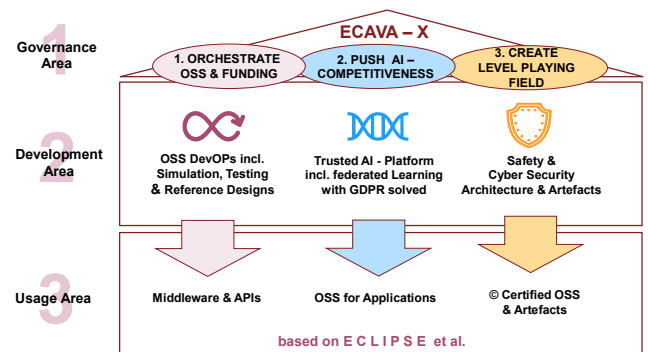 ECAVA – X
1
Governance
Area
1. ORCHESTRATE
OSS & FUNDING
2. PUSH AI –
COMPETITIVENESS
3. CREATE
LEVEL PLAYING
FIELD
2
Development
Area
OSS DevOPs incl.
Simulation, Testing
& Reference Designs
Trusted AI - Platform
incl. federated Learning
with GDPR solved
Safety &
Cyber Security
Architecture & Artefacts
3
Usage Area
Middleware & APIs
OSS for Applications
© Certified OSS
& Artefacts
based on E C L I P S E et al.